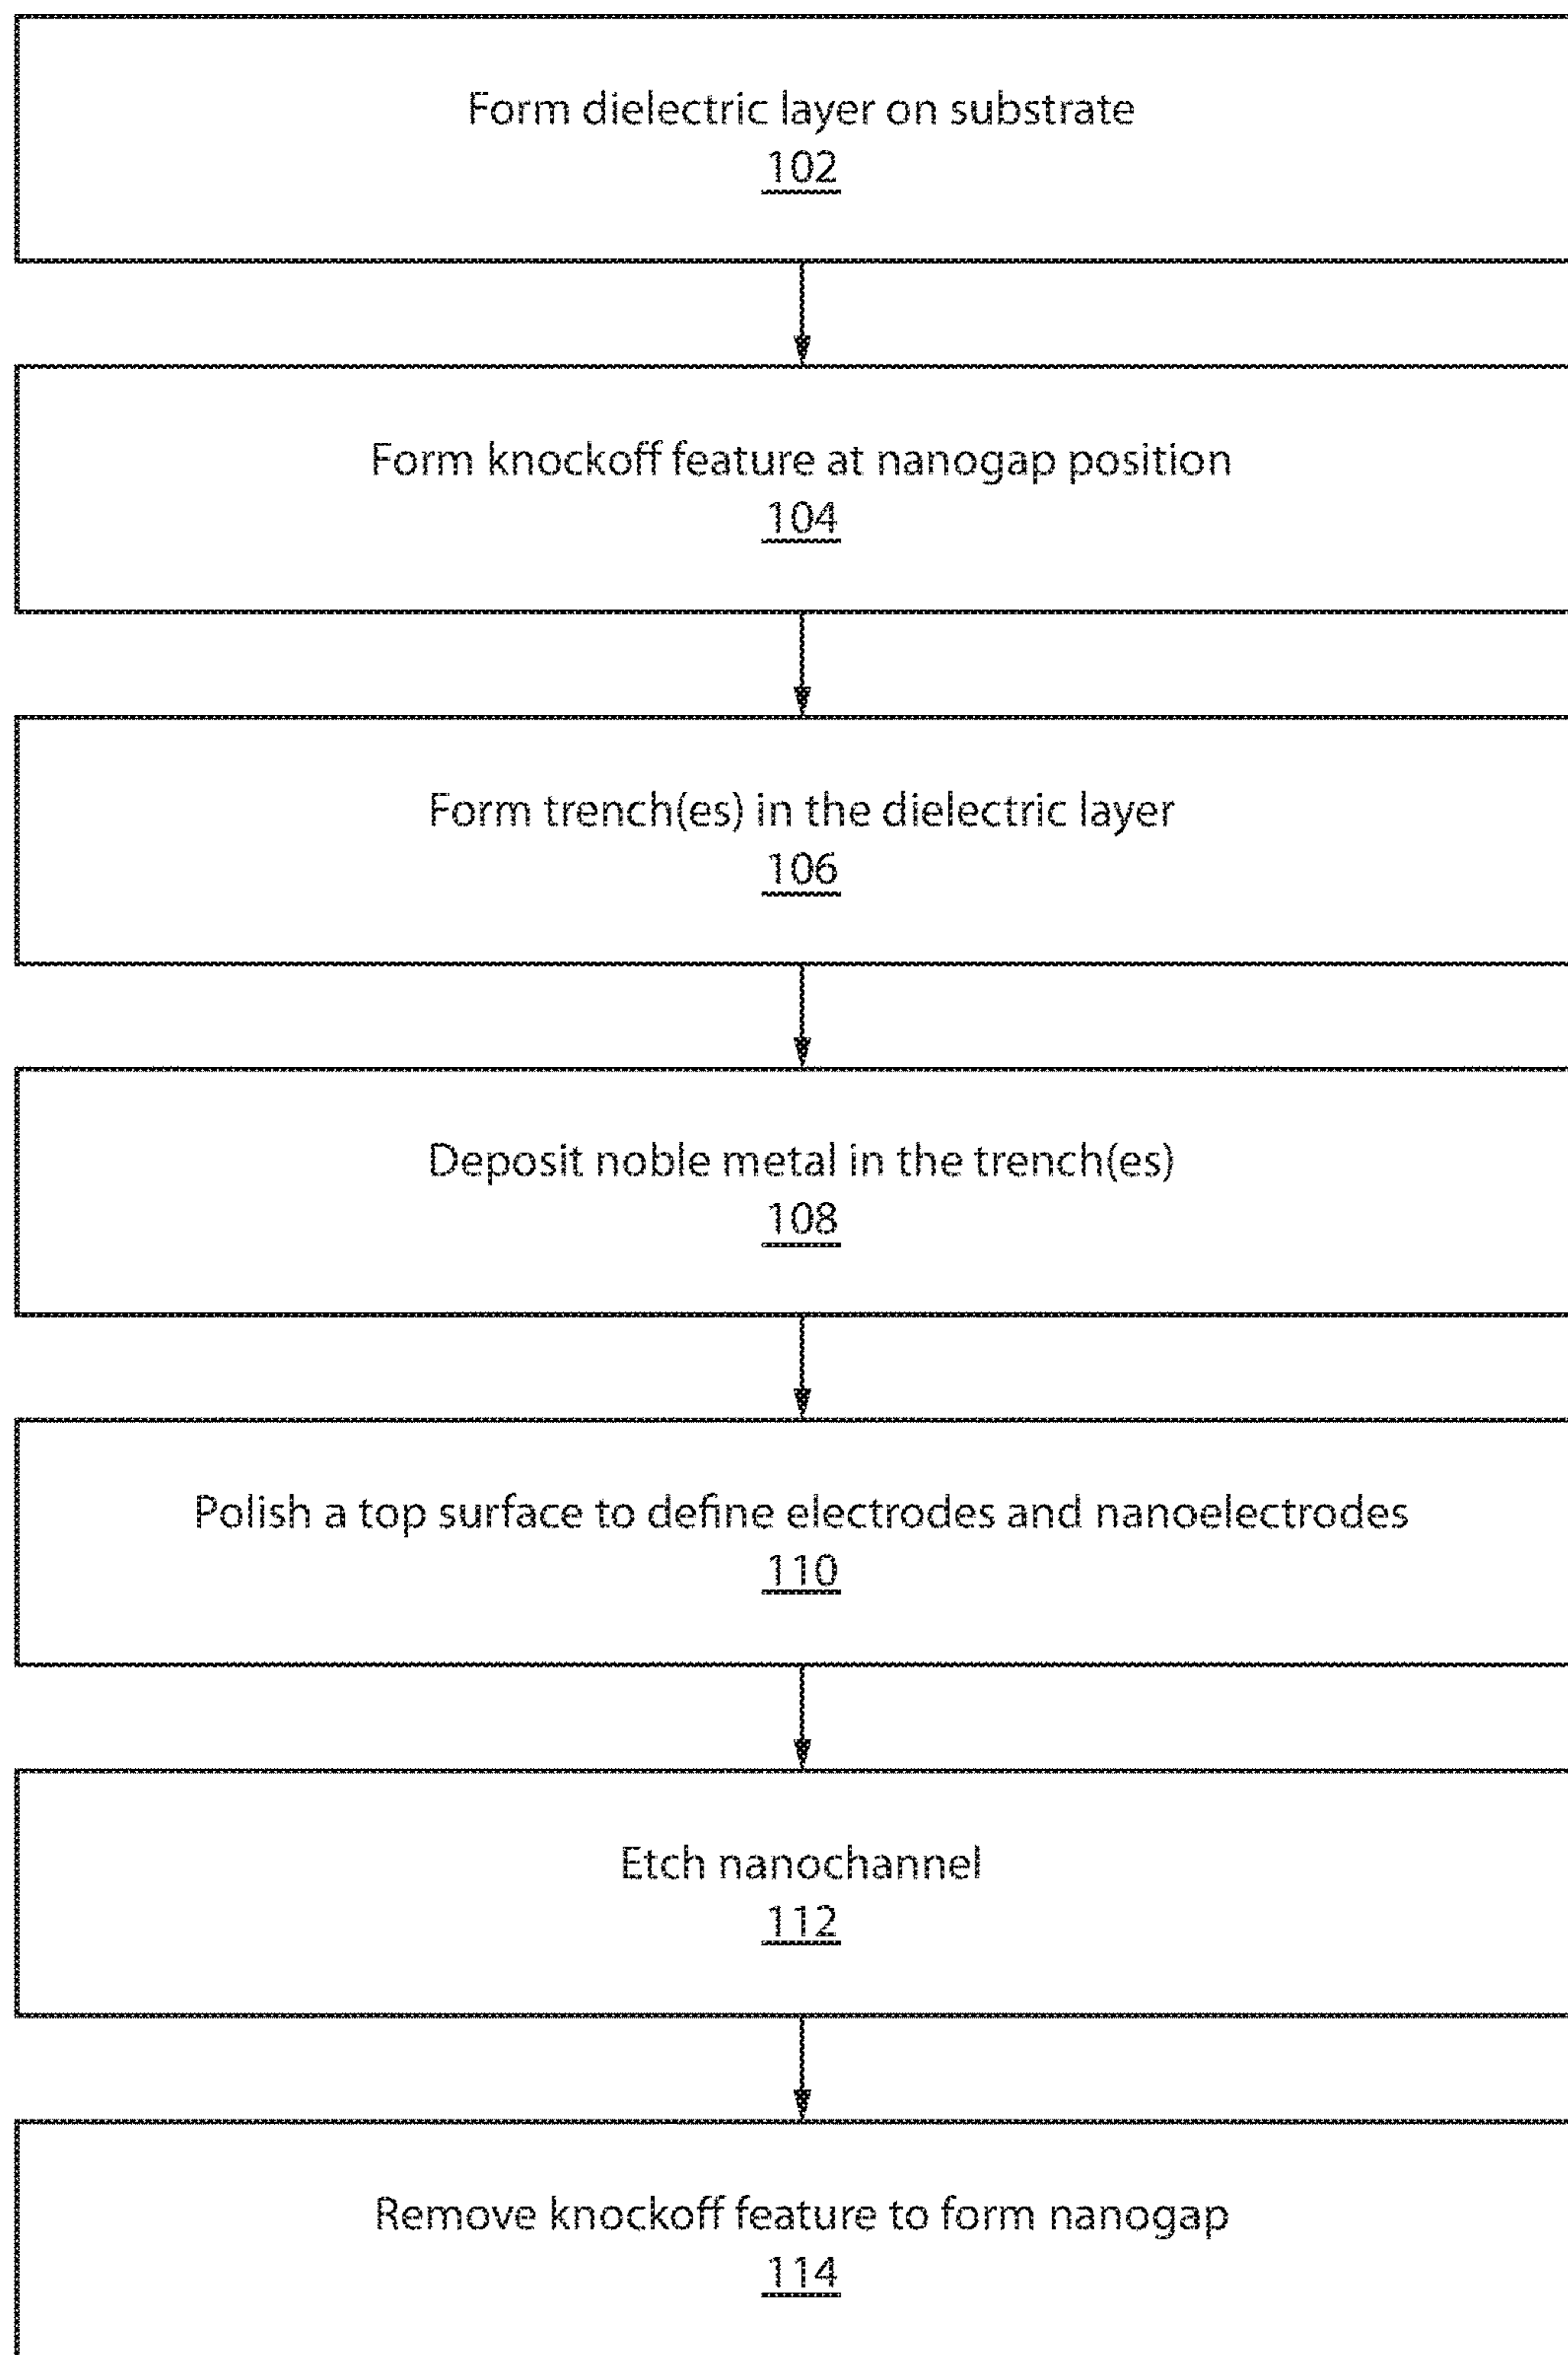 Form dielectric layer on substrate
102
Form knockoff feature at nanogap position
104
Form trench(es) in the dielectric layer
106
Deposit noble metal in the trench(es)
108
Polish a top surface to define electrodes and nanoelectrodes
110
Etch nanochannel
112
Remove knockoff feature to form nanogap
114